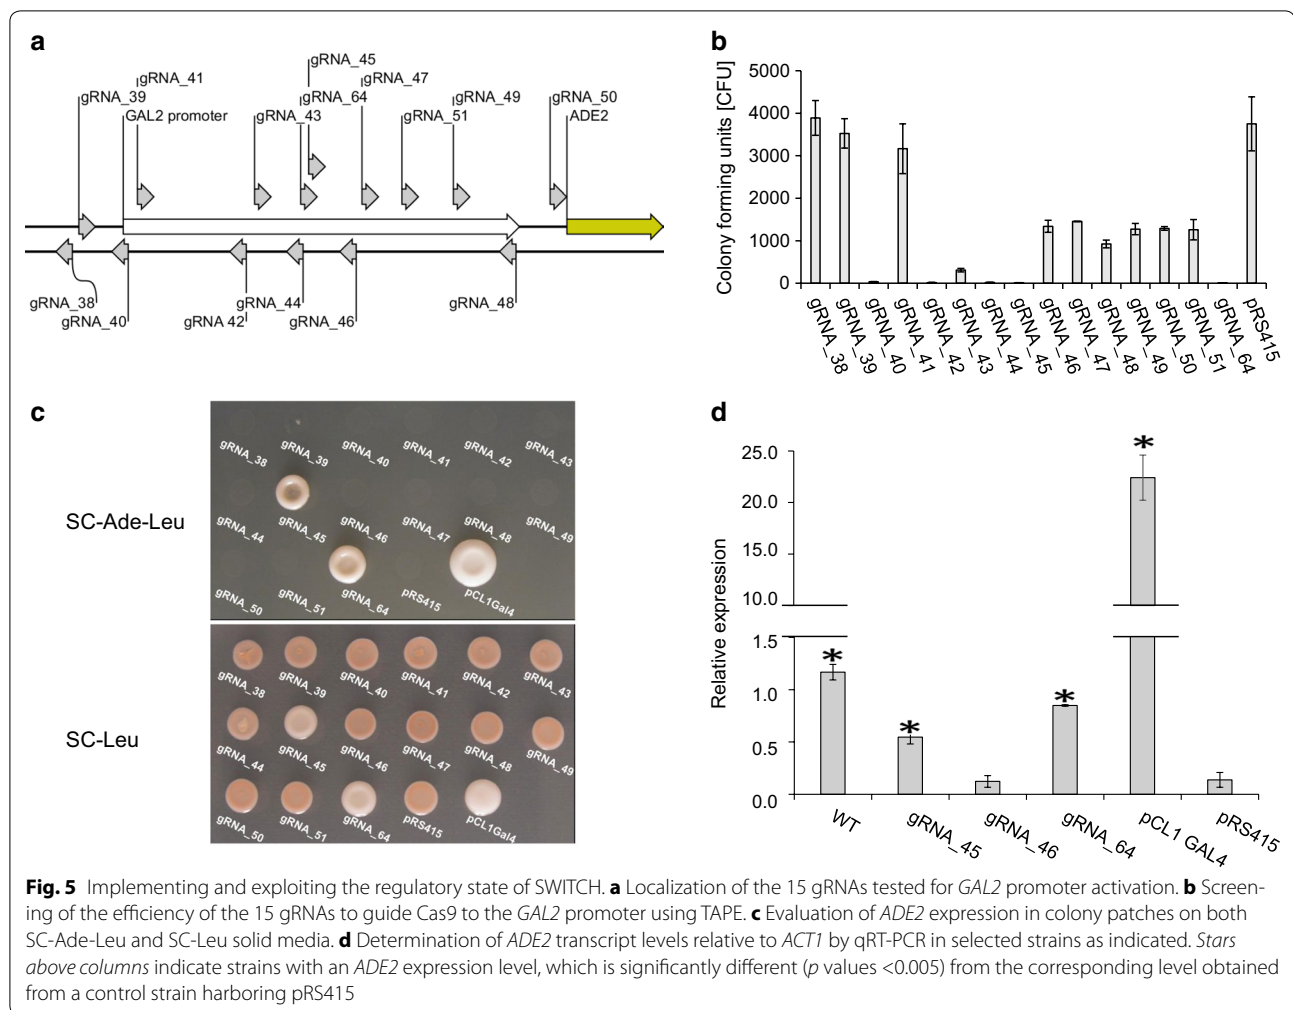 a
gRNA_45
gRNA_41
gRNA_47
gRNA_39
gRNA_64
gRNA_49
gRNA_50
GAL2 promoter
gRNA_43
gRNA_51
ADE2
gRNA_38
gRNA_44
gRNA_48
gRNA_40
gRNA 42
gRNA_46
b
Colony forming units [CFU]
5000
4000
3000
2000
1000
0
gRNA_38
gRNA_39
gRNA_40
gRNA_41
gRNA_42
gRNA_43
gRNA_44
gRNA_45
gRNA_46
gRNA_47
gRNA_48
gRNA_49
gRNA_50
gRNA_51
gRNA_64
pRS415
c
SC-Ade-Leu
gRNA_38 gRNA_39 gRNA_40 gRNA_41 gRNA_42 gRNA_43
gRNA_44 gRNA_45 gRNA_46 gRNA_47 gRNA_48 gRNA_49
gRNA_50 gRNA_51 gRNA_64 pRS415 pCL1Gal4
SC-Leu
gRNA_38 gRNA_39 gRNA_40 gRNA_41 gRNA_42 gRNA_43
gRNA_44 gRNA_45 gRNA_46 gRNA_47 gRNA_48 gRNA_49
gRNA_50 gRNA_51 gRNA_64 pRS415 pCL1Gal4
d
Relative expression
25.0
20.0
15.0
10.0
1.5
1.0
0.5
0.0
*
*
*
*
WT
gRNA_45
gRNA_46
gRNA_64
pCL1 GAL4
pRS415
Fig. 5 Implementing and exploiting the regulatory state of SWITCH. a Localization of the 15 gRNAs tested for GAL2 promoter activation. b Screen-
ing of the efficiency of the 15 gRNAs to guide Cas9 to the GAL2 promoter using TAPE. c Evaluation of ADE2 expression in colony patches on both
SC-Ade-Leu and SC-Leu solid media. d Determination of ADE2 transcript levels relative to ACT1 by qRT-PCR in selected strains as indicated. Stars
above columns indicate strains with an ADE2 expression level, which is significantly different (p values <0.005) from the corresponding level obtained
from a control strain harboring pRS415